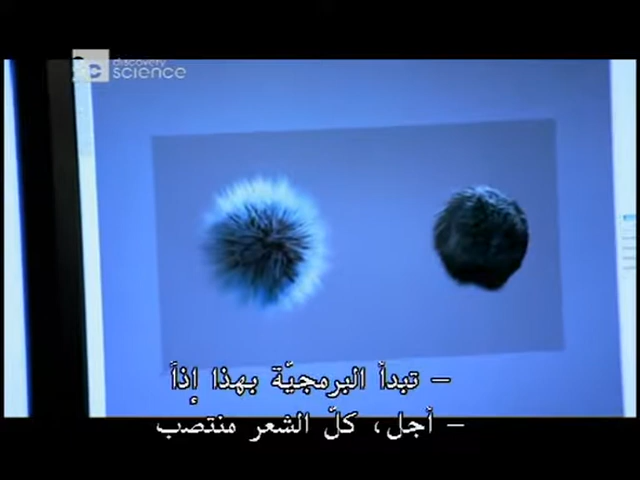 discovery
science
- تبدأ البرمجيّة بهذا إذاً
- أجل، كلّ الشعر منتصب